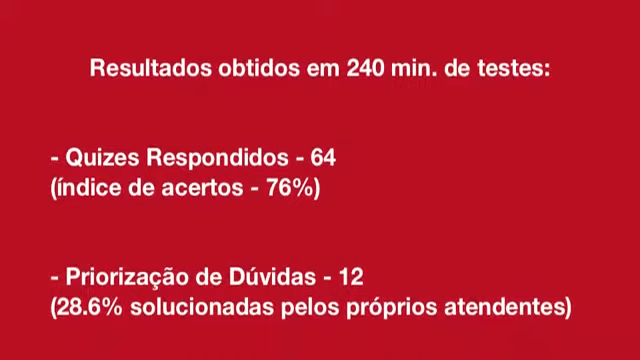 Resultados obtidos em 240 min. de testes:
- Quizes Respondidos - 64
(índice de acertos - 76%)
- Priorização de Dúvidas - 12
(28.6% solucionadas pelos próprios atendentes)